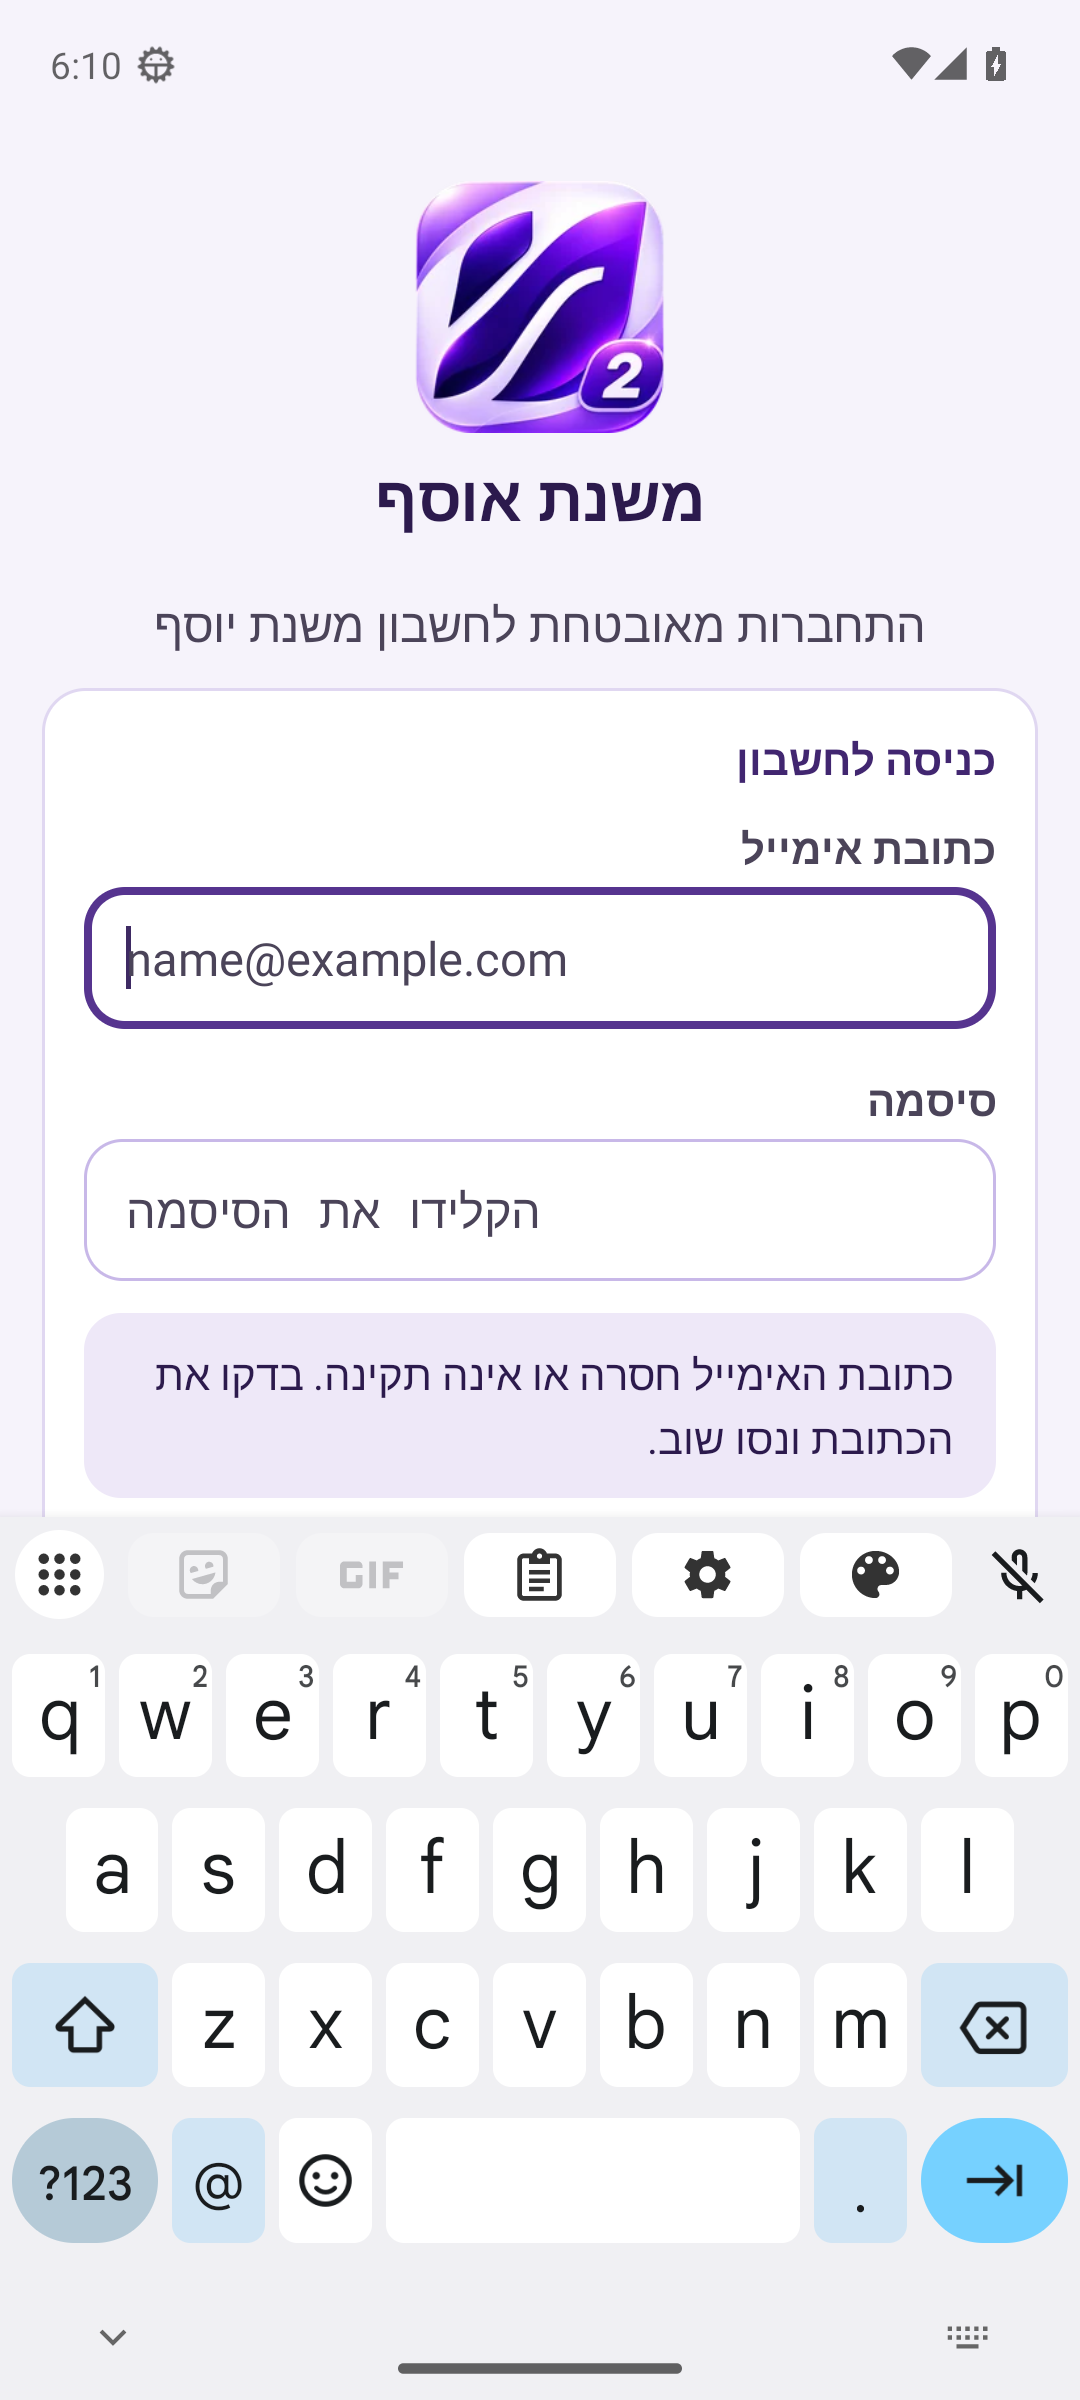 6:10
2
משנת אוסף
התחברות מאובטחת לחשבון משנת יוסף
כניסה לחשבון
כתובת אימייל
name@example.com
סיסמה
הקלידו את הסיסמה
כתובת האימייל חסרה או אינה תקינה. בדקו את
הכתובת ונסו שוב.
GIF
q 1 w 2 e 3 r 4 t 5 y 6 u 7 i 8 o 9 p 0
a s d f g h j k l
z x c v b n m
?123 @ .